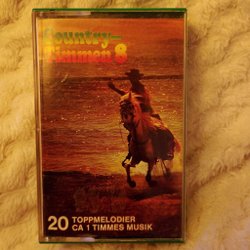 Country-
timmen 8
20 TOPPMELODIER
CA 1 TIMMES MUSIK